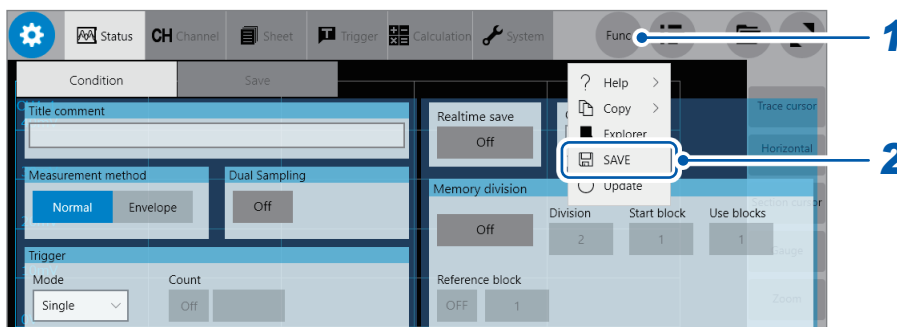 Status CH Channel Sheet Trigger Calculation System Func 1
Condition Save
? Help >
Copy >
Explorer
SAVE 2
Update
Trace cursor
Horizontal
Section cursor
Gauge
Zoom
Title comment
Measurement method
Normal Envelope
Dual Sampling
Off
Trigger
Mode
Single
Count
Off
Realtime save
Off
Memory division
Off
Division Start block Use blocks
2 1 1
Reference block
OFF 1